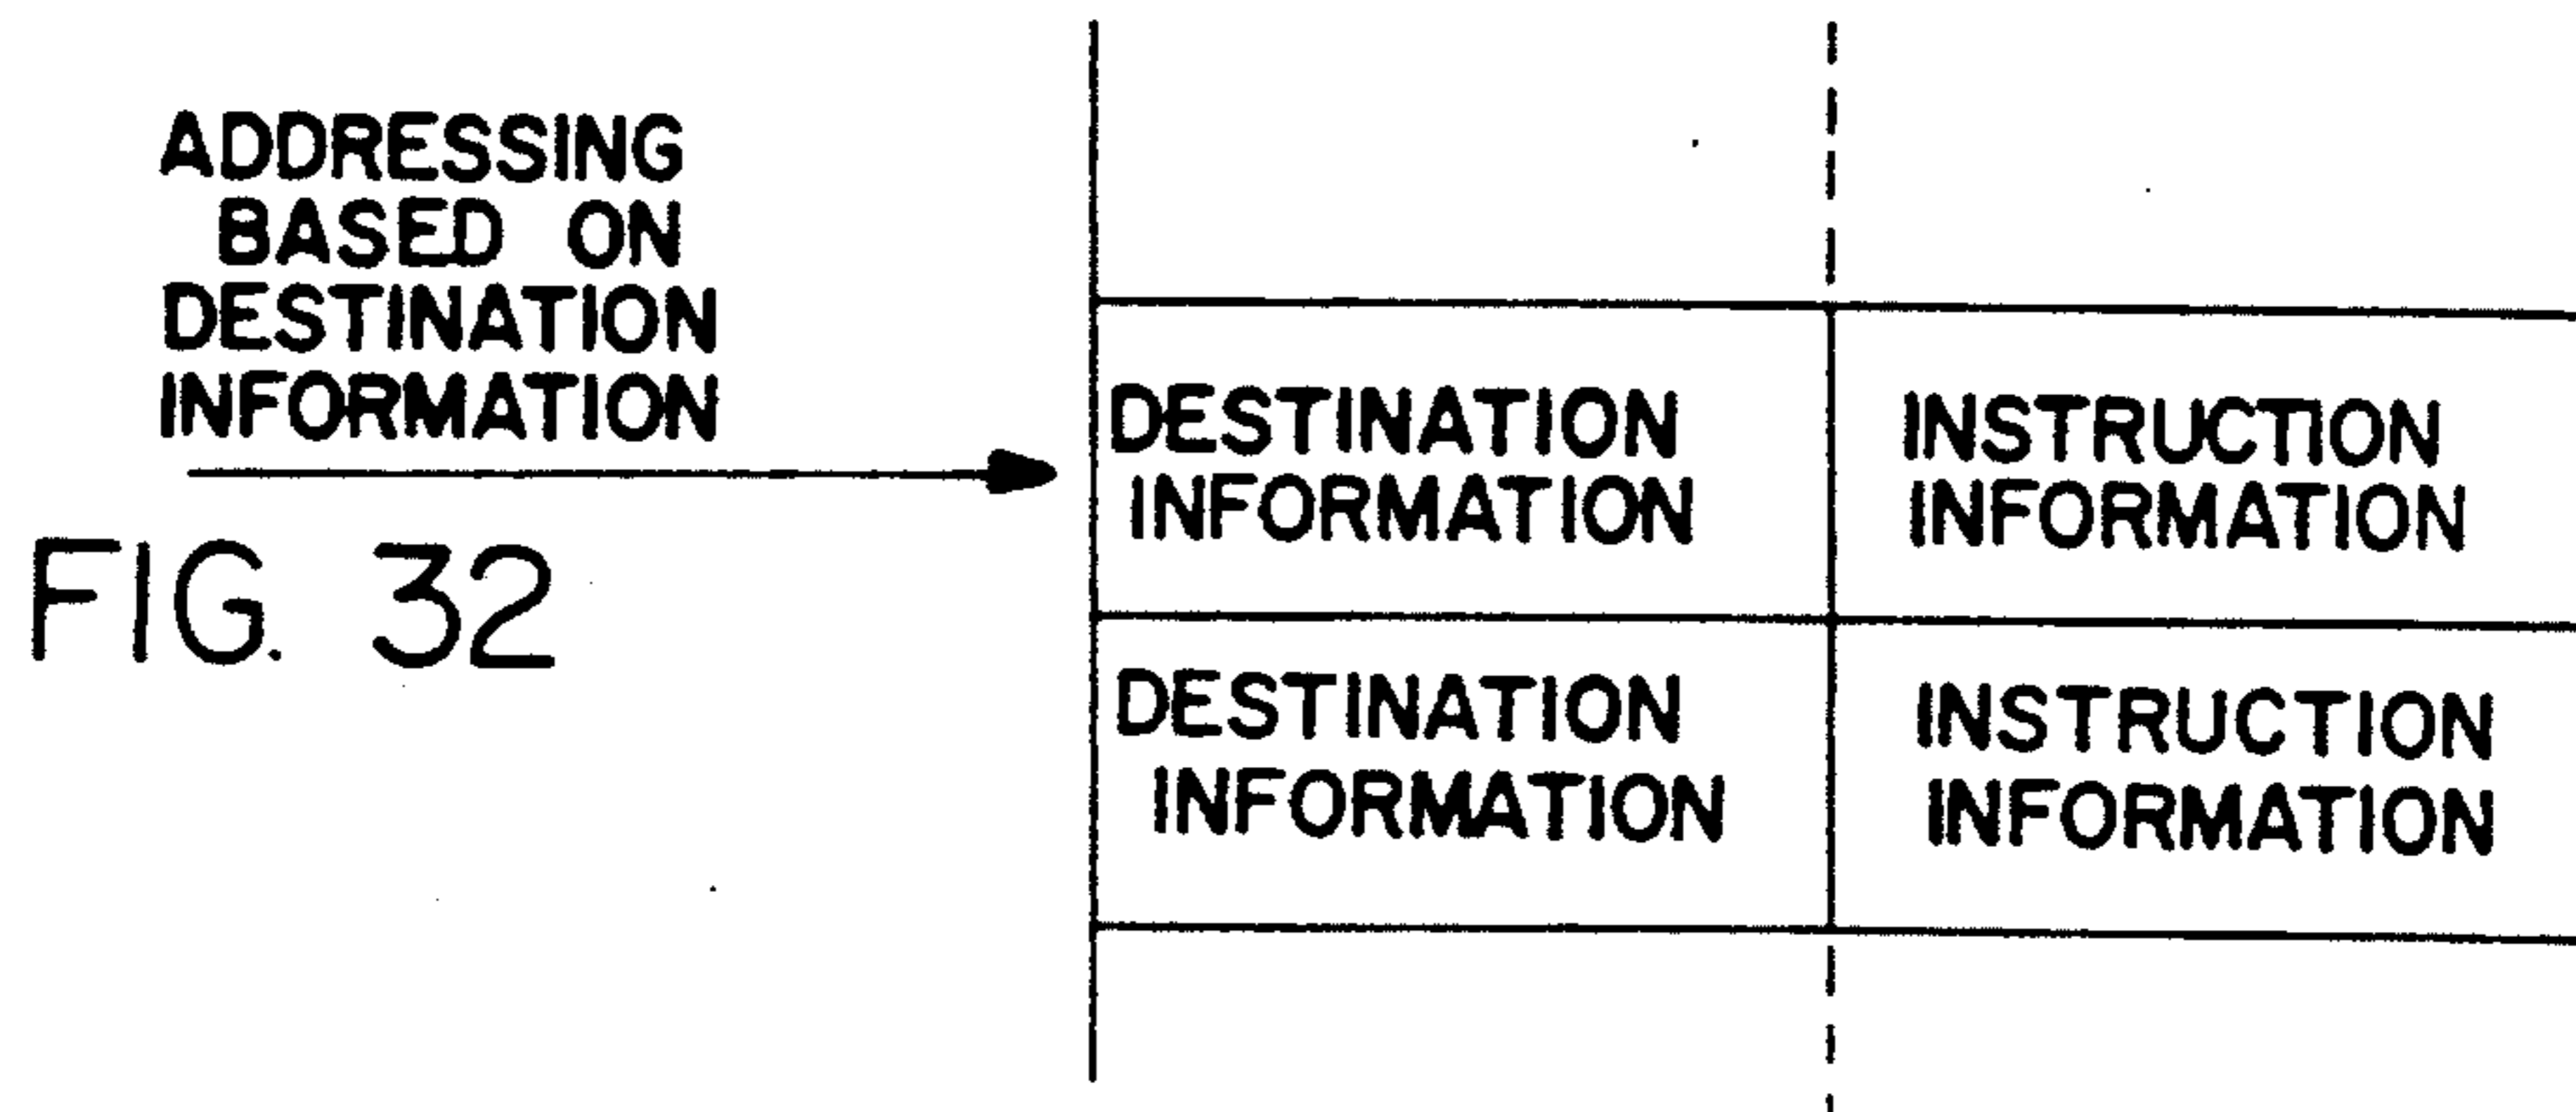 ADDRESSING
BASED ON
DESTINATION
INFORMATION
FIG. 32
DESTINATION
INFORMATION
INSTRUCTION
INFORMATION
DESTINATION
INFORMATION
INSTRUCTION
INFORMATION